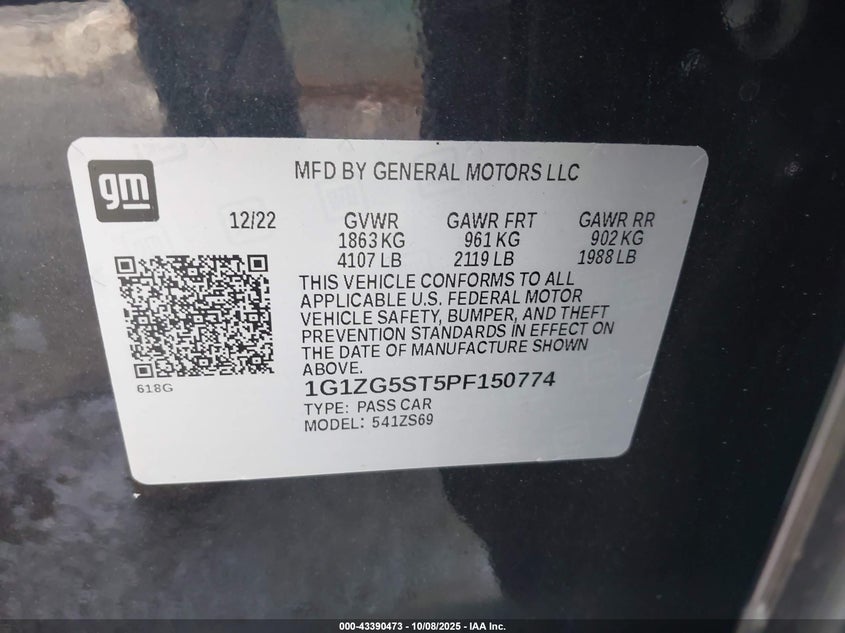 gm
MFD BY GENERAL MOTORS LLC
12/22 GVWR GAWR FRT GAWR RR
1863 KG 961 KG 902 KG
4107 LB 2119 LB 1988 LB
THIS VEHICLE CONFORMS TO ALL
APPLICABLE U.S. FEDERAL MOTOR
VEHICLE SAFETY, BUMPER, AND THEFT
PREVENTION STANDARDS IN EFFECT ON
THE DATE OF MANUFACTURE SHOWN
ABOVE.
618G
1G1ZG5ST5PF150774
TYPE: PASS CAR
MODEL: 541ZS69
000-43390473 - 10/08/2025 - IAA Inc.